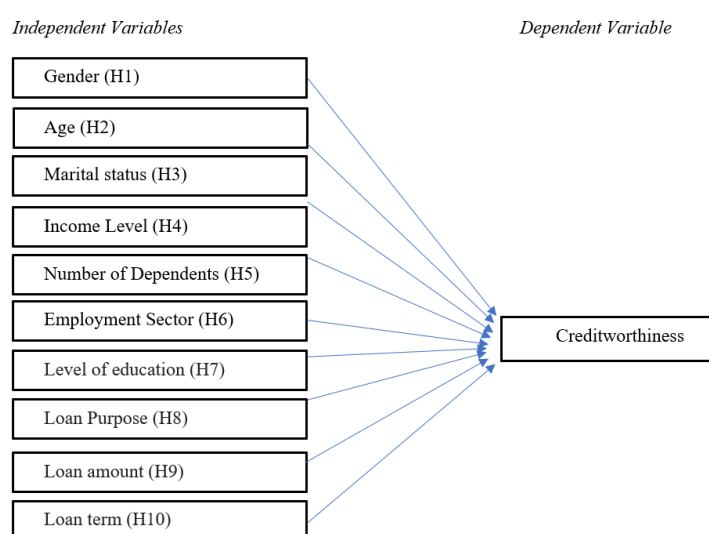 Independent Variables
Dependent Variable
Gender (H1)
Age (H2)
Marital status (H3)
Income Level (H4)
Number of Dependents (H5)
Employment Sector (H6)
Level of education (H7)
Loan Purpose (H8)
Loan amount (H9)
Loan term (H10)
Creditworthiness